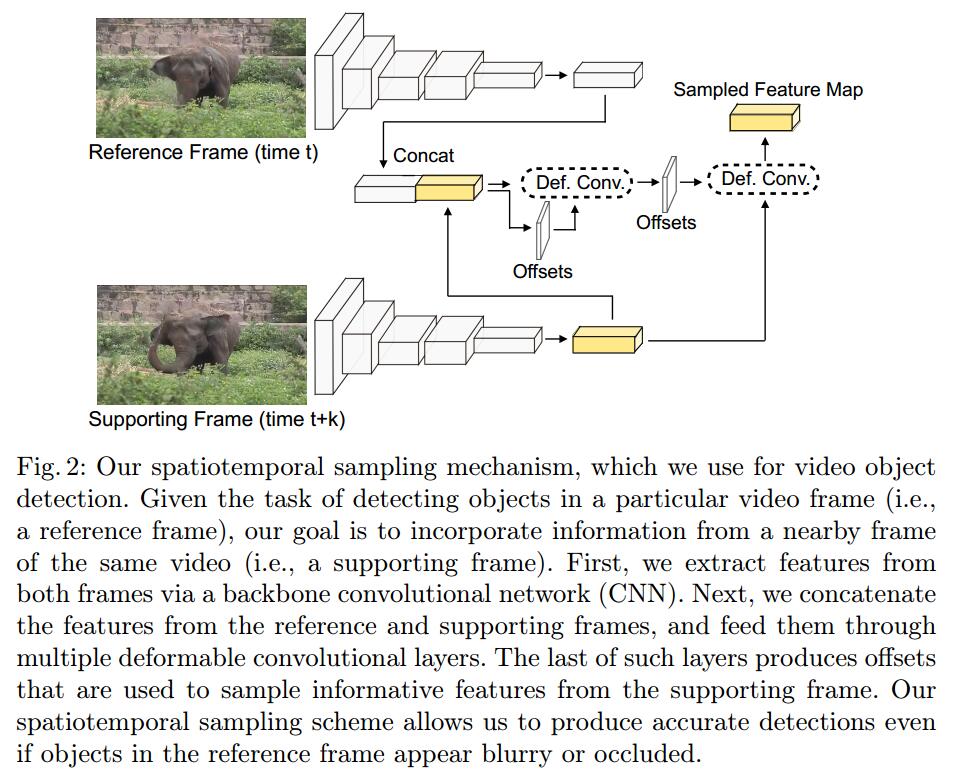 Sampled Feature Map
Reference Frame (time t)
Concat
Def. Conv.
Def. Conv.
Offsets
Offsets
Supporting Frame (time t+k)
Fig. 2: Our spatiotemporal sampling mechanism, which we use for video object
detection. Given the task of detecting objects in a particular video frame (i.e.,
a reference frame), our goal is to incorporate information from a nearby frame
of the same video (i.e., a supporting frame). First, we extract features from
both frames via a backbone convolutional network (CNN). Next, we concatenate
the features from the reference and supporting frames, and feed them through
multiple deformable convolutional layers. The last of such layers produces offsets
that are used to sample informative features from the supporting frame. Our
spatiotemporal sampling scheme allows us to produce accurate detections even
if objects in the reference frame appear blurry or occluded.